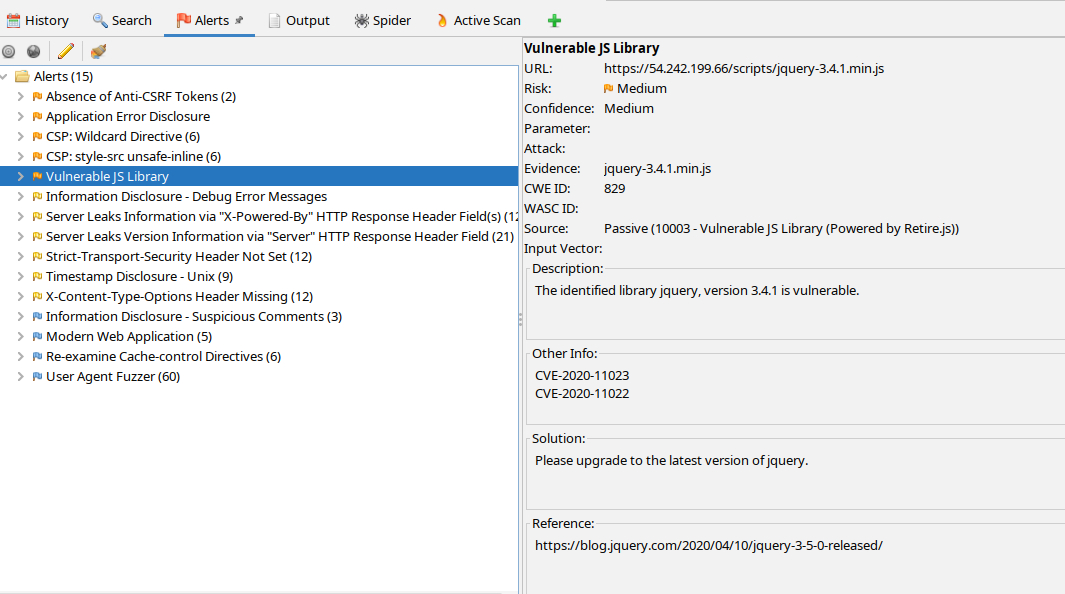 History Search Alerts Output Spider Active Scan
Alerts (15)
Absence of Anti-CSRF Tokens (2)
Application Error Disclosure
CSP: Wildcard Directive (6)
CSP: style-src unsafe-inline (6)
Vulnerable JS Library
Information Disclosure - Debug Error Messages
Server Leaks Information via "X-Powered-By" HTTP Response Header Field(s) (12
Server Leaks Version Information via "Server" HTTP Response Header Field (21)
Strict-Transport-Security Header Not Set (12)
Timestamp Disclosure - Unix (9)
X-Content-Type-Options Header Missing (12)
Information Disclosure - Suspicious Comments (3)
Modern Web Application (5)
Re-examine Cache-control Directives (6)
User Agent Fuzzer (60)
Vulnerable JS Library
URL: https://54.242.199.66/scripts/jquery-3.4.1.min.js
Risk: Medium
Confidence: Medium
Parameter:
Attack:
Evidence: jquery-3.4.1.min.js
CWE ID: 829
WASC ID:
Source: Passive (10003 - Vulnerable JS Library (Powered by Retire.js))
Input Vector:
Description:
The identified library jquery, version 3.4.1 is vulnerable.
Other Info:
CVE-2020-11023
CVE-2020-11022
Solution:
Please upgrade to the latest version of jquery.
Reference:
https://blog.jquery.com/2020/04/10/jquery-3-5-0-released/